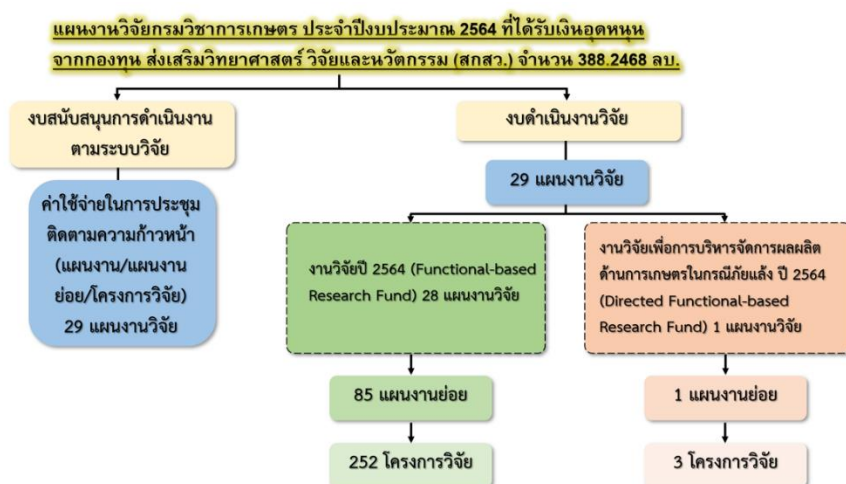 แผนงานวิจัยกรมวิชาการเกษตร ประจำปีงบประมาณ 2564 ที่ได้รับเงินอุดหนุน
จากกองทุน ส่งเสริมวิทยาศาสตร์ วิจัยและนวัตกรรม (สกสว.) จำนวน 388.2468 ลบ.
งบสนับสนุนการดำเนินงาน
ตามระบบวิจัย
ค่าใช้จ่ายในการประชุม
ติดตามความก้าวหน้า
(แผนงาน/แผนงาน
ย่อย/โครงการวิจัย)
29 แผนงานวิจัย
งบดำเนินงานวิจัย
29 แผนงานวิจัย
งานวิจัยปี 2564 (Functional-based
Research Fund) 28 แผนงานวิจัย
85 แผนงานย่อย
252 โครงการวิจัย
งานวิจัยเพื่อการบริหารจัดการผลผลิต
ด้านการเกษตรในกรณีภัยแล้ง ปี 2564
(Directed Functional-based
Research Fund) 1 แผนงานวิจัย
1 แผนงานย่อย
3 โครงการวิจัย